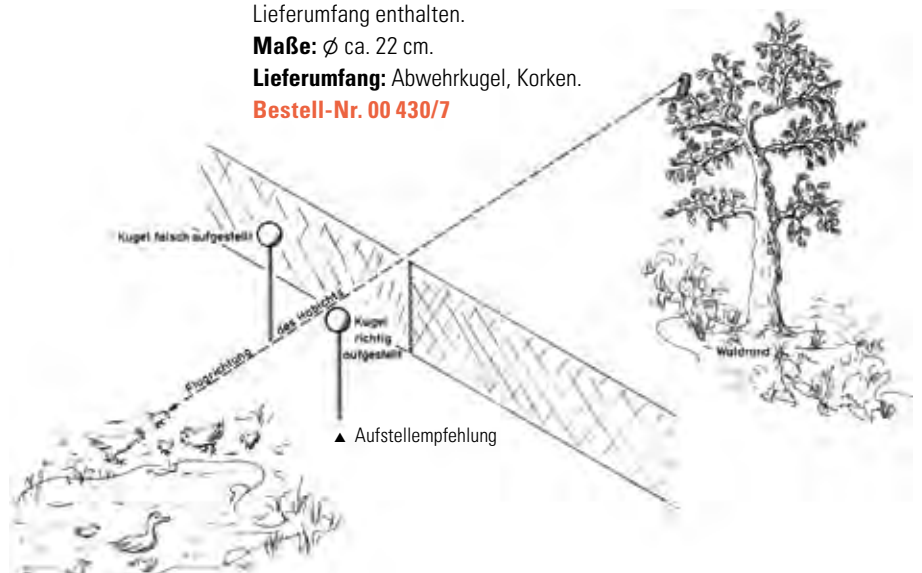 Lieferumfang enthalten.
Maße: ø ca. 22 cm.
Lieferumfang: Abwehrkugel, Korken.
Bestell-Nr. 00 430/7
Kugel falsch aufgestellt
Flugrichtung des Habichts
Kugel
richtig
aufgestellt
Waldrand
▲ Aufstellempfehlung